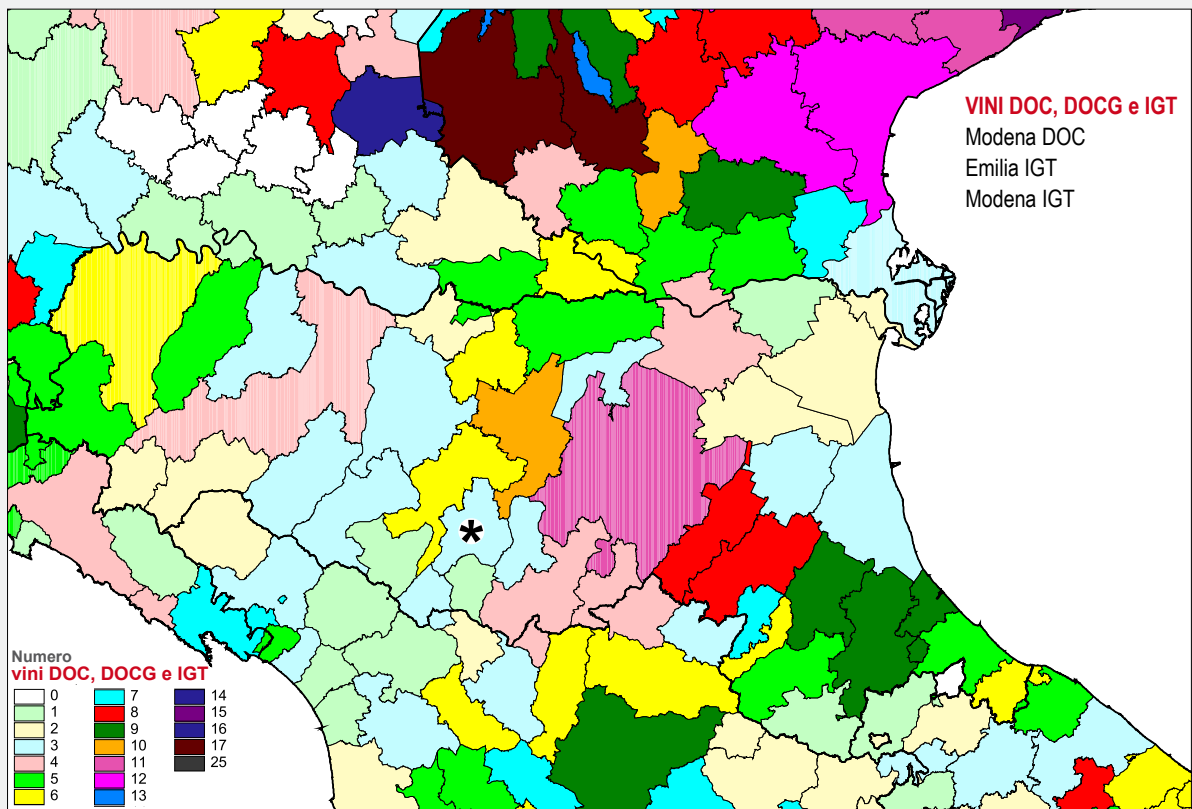 VINI DOC, DOCG e IGT
Modena DOC
Emilia IGT
Modena IGT
*
Numero
vini DOC, DOCG e IGT
0 7 14
1 8 15
2 9 16
3 10 17
4 11 25
5 12
6 13